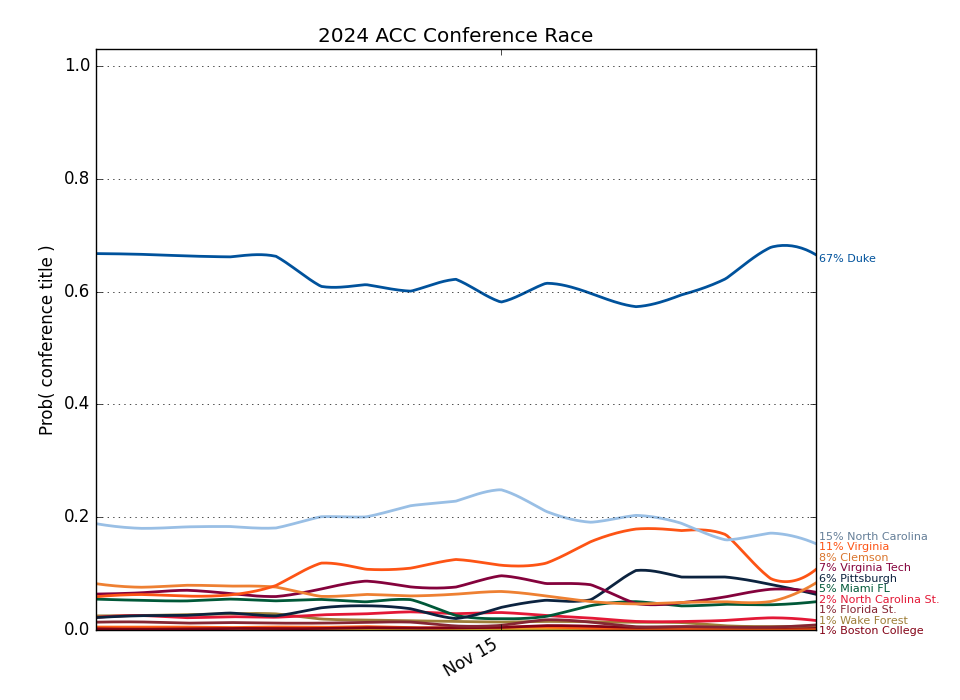 2024 ACC Conference Race
Prob( conference title )
1.0
0.8
0.6
0.4
0.2
0.0
Nov 15
67% Duke
15% North Carolina
11% Virginia
8% Clemson
7% Virginia Tech
6% Pittsburgh
5% Miami FL
2% North Carolina St.
1% Florida St.
1% Wake Forest
1% Boston College